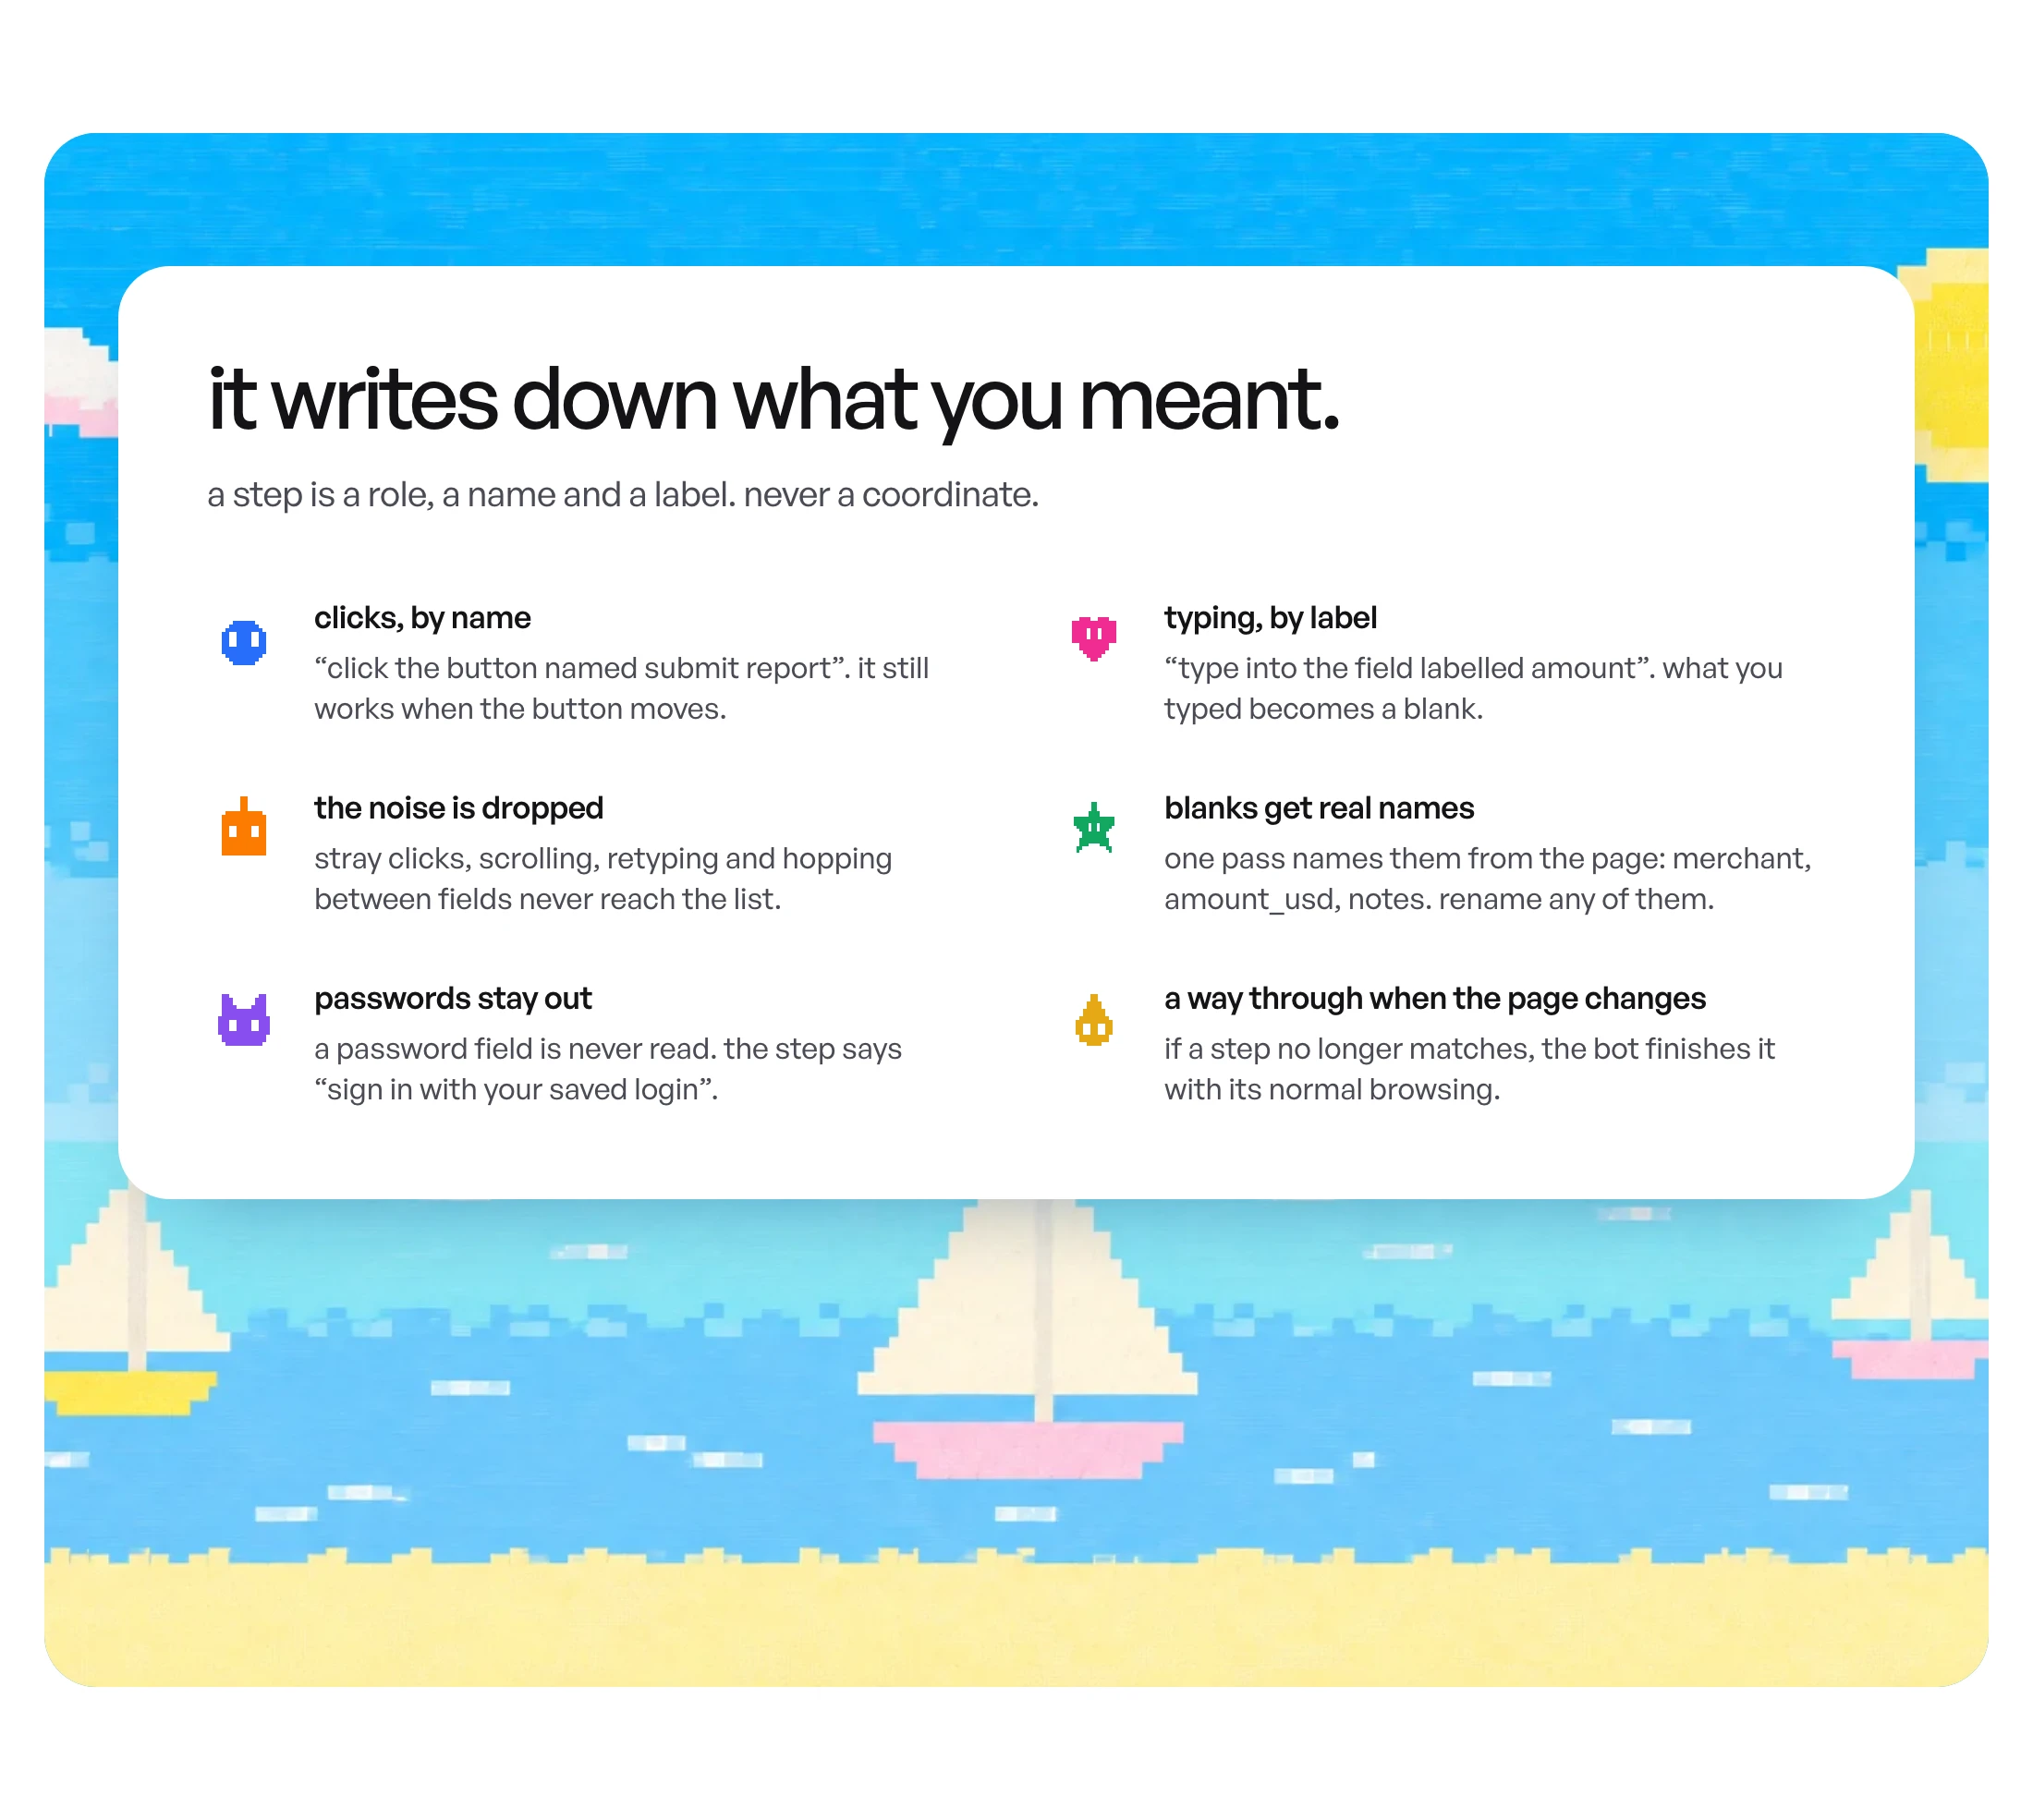 it writes down what you meant.
a step is a role, a name and a label. never a coordinate.
clicks, by name
“click the button named submit report”. it still
works when the button moves.
typing, by label
“type into the field labelled amount”. what you
typed becomes a blank.
the noise is dropped
stray clicks, scrolling, retyping and hopping
between fields never reach the list.
blanks get real names
one pass names them from the page: merchant,
amount_usd, notes. rename any of them.
passwords stay out
a password field is never read. the step says
“sign in with your saved login”.
a way through when the page changes
if a step no longer matches, the bot finishes it
with its normal browsing.